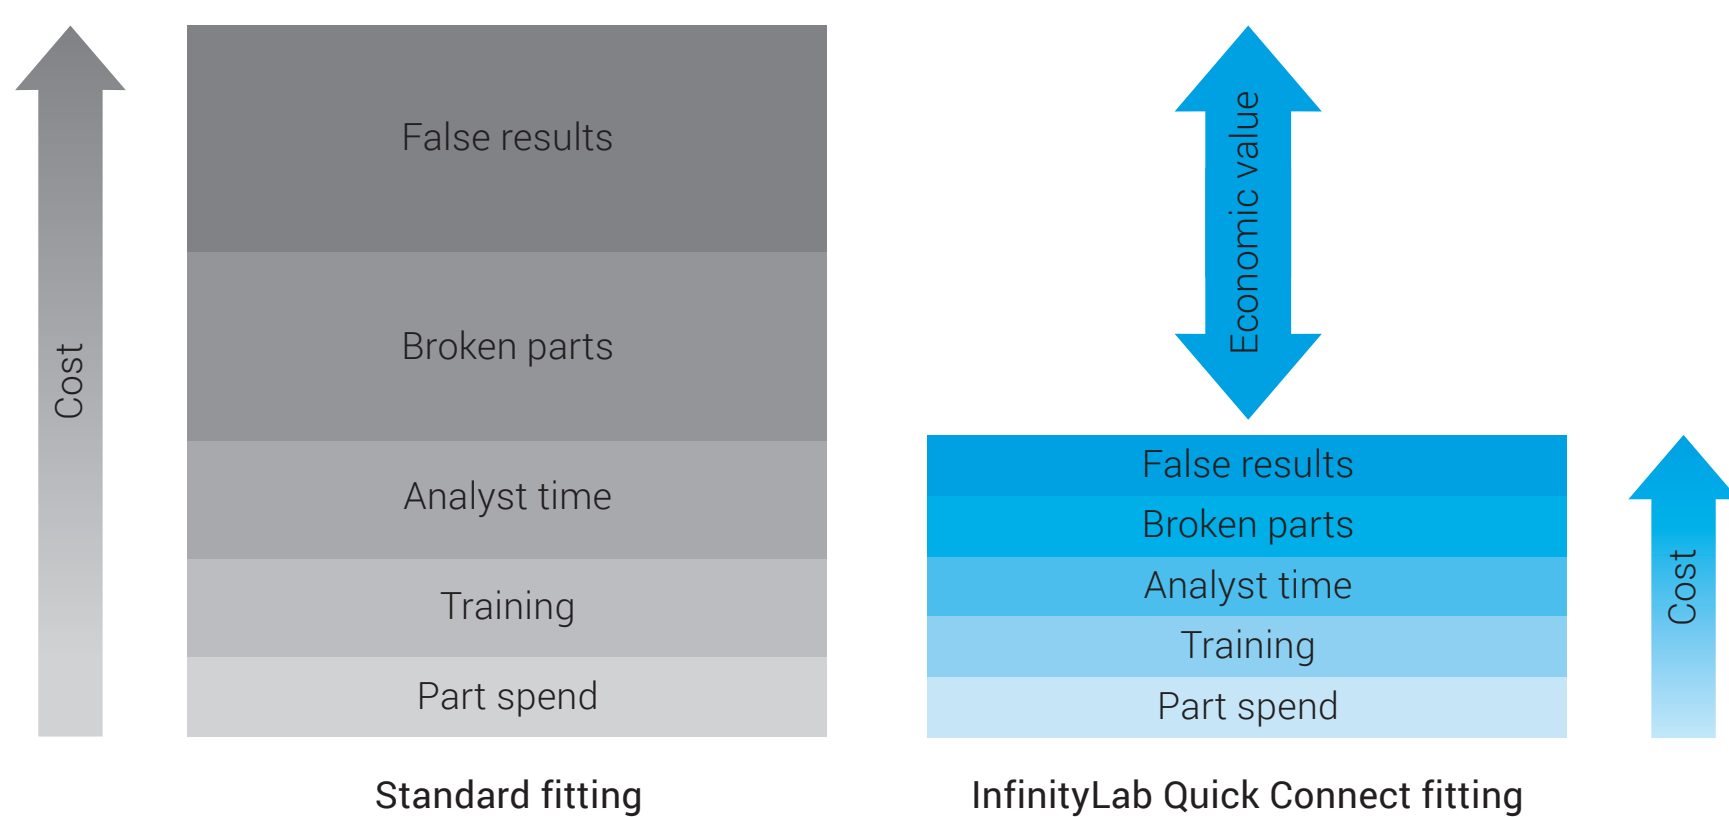 Cost
False results
Broken parts
Analyst time
Training
Part spend
Standard fitting
Economic value
False results
Broken parts
Analyst time
Training
Part spend
InfinityLab Quick Connect fitting
Cost